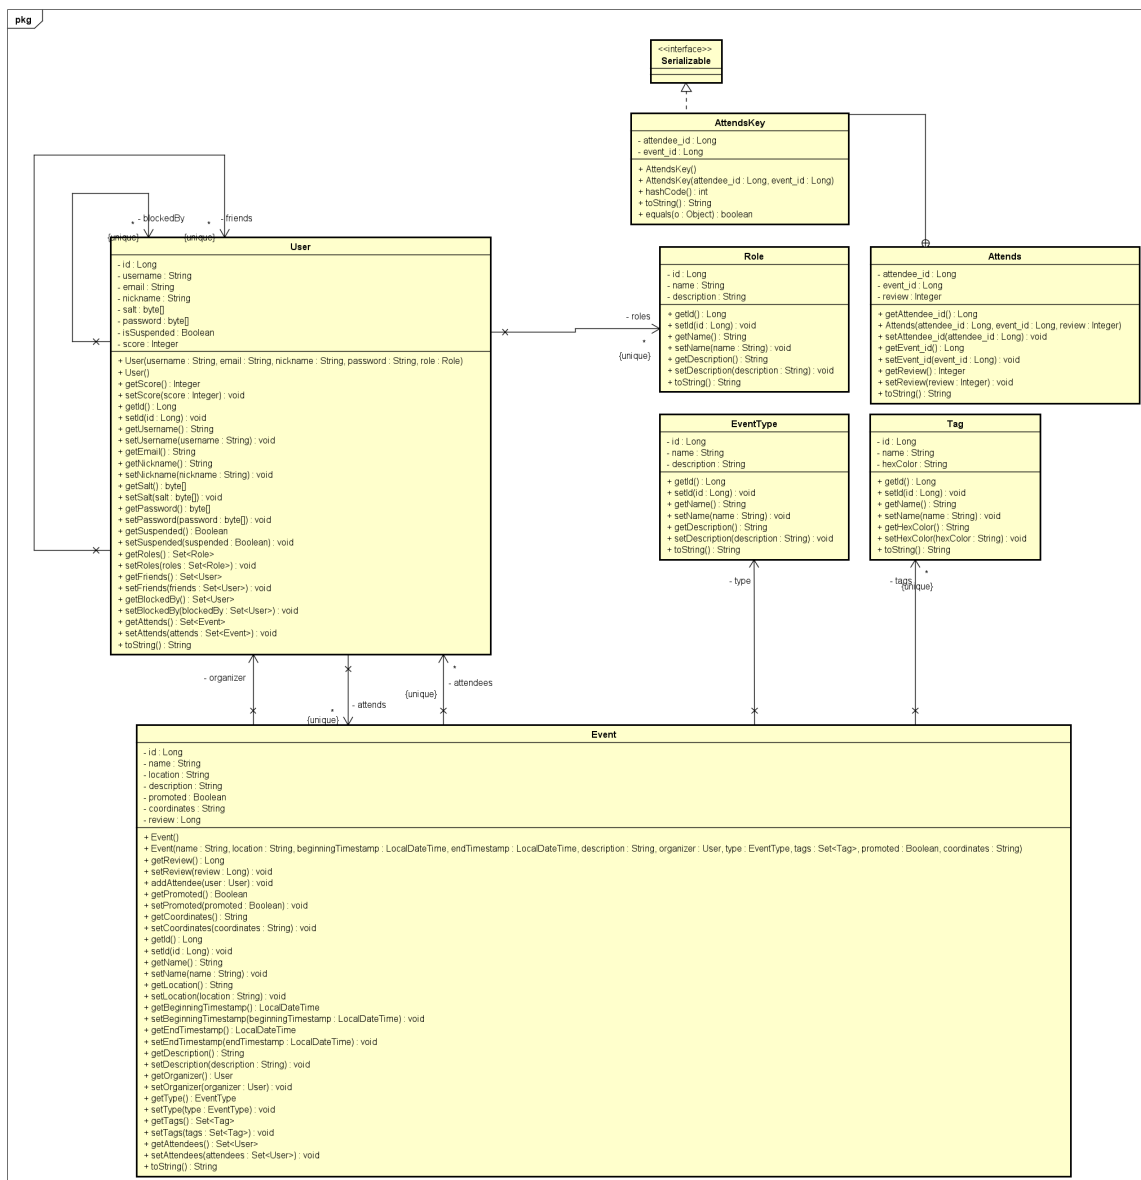 pkg
<<interface>>
Serializable
AttendsKey
- attendee_id : Long
- event_id : Long
+ AttendsKey()
+ AttendsKey(attendee_id : Long, event_id : Long)
+ hashCode() : int
+ toString() : String
+ equals(o : Object) : boolean
- blockedBy
*
{unique}
- friends
*
{unique}
User
- id : Long
- username : String
- email : String
- nickname : String
- salt : byte[]
- password : byte[]
- isSuspended : Boolean
- score : Integer
+ User(username : String, email : String, nickname : String, password : String, role : Role)
+ User()
+ getScore() : Integer
+ setScore(score : Integer) : void
+ getId() : Long
+ setId(id : Long) : void
+ getUsername() : String
+ setUsername(username : String) : void
+ getEmail() : String
+ getNickname() : String
+ setNickname(nickname : String) : void
+ getSalt() : byte[]
+ setSalt(salt : byte[]) : void
+ getPassword() : byte[]
+ setPassword(password : byte[]) : void
+ getSuspended() : Boolean
+ setSuspended(suspended : Boolean) : void
+ getRoles() : Set<Role>
+ setRoles(roles : Set<Role>) : void
+ getFriends() : Set<User>
+ setFriends(friends : Set<User>) : void
+ getBlockedBy() : Set<User>
+ setBlockedBy(blockedBy : Set<User>) : void
+ getAttends() : Set<Event>
+ setAttends(attends : Set<Event>) : void
+ toString() : String
- roles
*
{unique}
Role
- id : Long
- name : String
- description : String
+ getId() : Long
+ setId(id : Long) : void
+ getName() : String
+ setName(name : String) : void
+ getDescription() : String
+ setDescription(description : String) : void
+ toString() : String
Attends
- attendee_id : Long
- event_id : Long
- review : Integer
+ getAttendee_id() : Long
+ Attends(attendee_id : Long, event_id : Long, review : Integer)
+ setAttendee_id(attendee_id : Long) : void
+ getEvent_id() : Long
+ setEvent_id(event_id : Long) : void
+ getReview() : Integer
+ setReview(review : Integer) : void
+ toString() : String
EventType
- id : Long
- name : String
- description : String
+ getId() : Long
+ setId(id : Long) : void
+ getName() : String
+ setName(name : String) : void
+ getDescription() : String
+ setDescription(description : String) : void
+ toString() : String
Tag
- id : Long
- name : String
- hexColor : String
+ getId() : Long
+ setId(id : Long) : void
+ getName() : String
+ setName(name : String) : void
+ getHexColor() : String
+ setHexColor(hexColor : String) : void
+ toString() : String
- type
- tags
*
{unique}
- organizer
- attends
*
{unique}
*
- attendees
{unique}
Event
- id : Long
- name : String
- location : String
- description : String
- promoted : Boolean
- coordinates : String
- review : Long
+ Event()
+ Event(name : String, location : String, beginningTimestamp : LocalDateTime, endTimestamp : LocalDateTime, description : String, organizer : User, type : EventType, tags : Set<Tag>, promoted : Boolean, coordinates : String)
+ getReview() : Long
+ setReview(review : Long) : void
+ addAttendee(user : User) : void
+ getPromoted() : Boolean
+ setPromoted(promoted : Boolean) : void
+ getCoordinates() : String
+ setCoordinates(coordinates : String) : void
+ getId() : Long
+ setId(id : Long) : void
+ getName() : String
+ setName(name : String) : void
+ getLocation() : String
+ setLocation(location : String) : void
+ getBeginningTimestamp() : LocalDateTime
+ setBeginningTimestamp(beginningTimestamp : LocalDateTime) : void
+ getEndTimestamp() : LocalDateTime
+ setEndTimestamp(endTimestamp : LocalDateTime) : void
+ getDescription() : String
+ setDescription(description : String) : void
+ getOrganizer() : User
+ setOrganizer(organizer : User) : void
+ getType() : EventType
+ setType(type : EventType) : void
+ getTags() : Set<Tag>
+ setTags(tags : Set<Tag>) : void
+ getAttendees() : Set<User>
+ setAttendees(attendees : Set<User>) : void
+ toString() : String